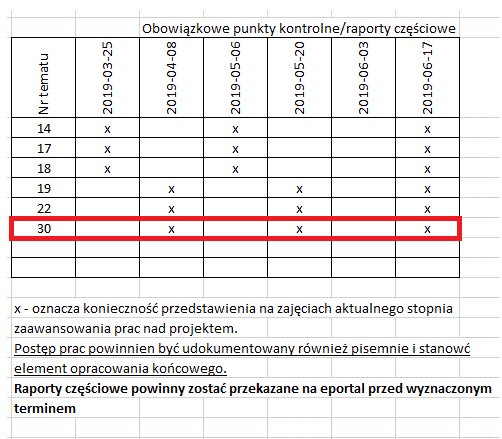 Obowiązkowe punkty kontrolne/raporty częściowe
Nr tematu 2019-03-25 2019-04-08 2019-05-06 2019-05-20 2019-06-03 2019-06-17
14 x x x
17 x x x
18 x x x
19 x x x
22 x x x
30 x x x
x - oznacza konieczność przedstawienia na zajęciach aktualnego stopnia
zaawansowania prac nad projektem.
Postęp prac powinnien być udokumentowany również pisemnie i stanowć
element opracowania końcowego.
Raporty częściowe powinny zostać przekazane na eportal przed wyznaczonym
terminem